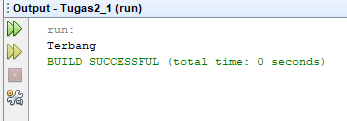 Output - Tugas2_1 (run)
run:
Terbang
BUILD SUCCESSFUL (total time: 0 seconds)